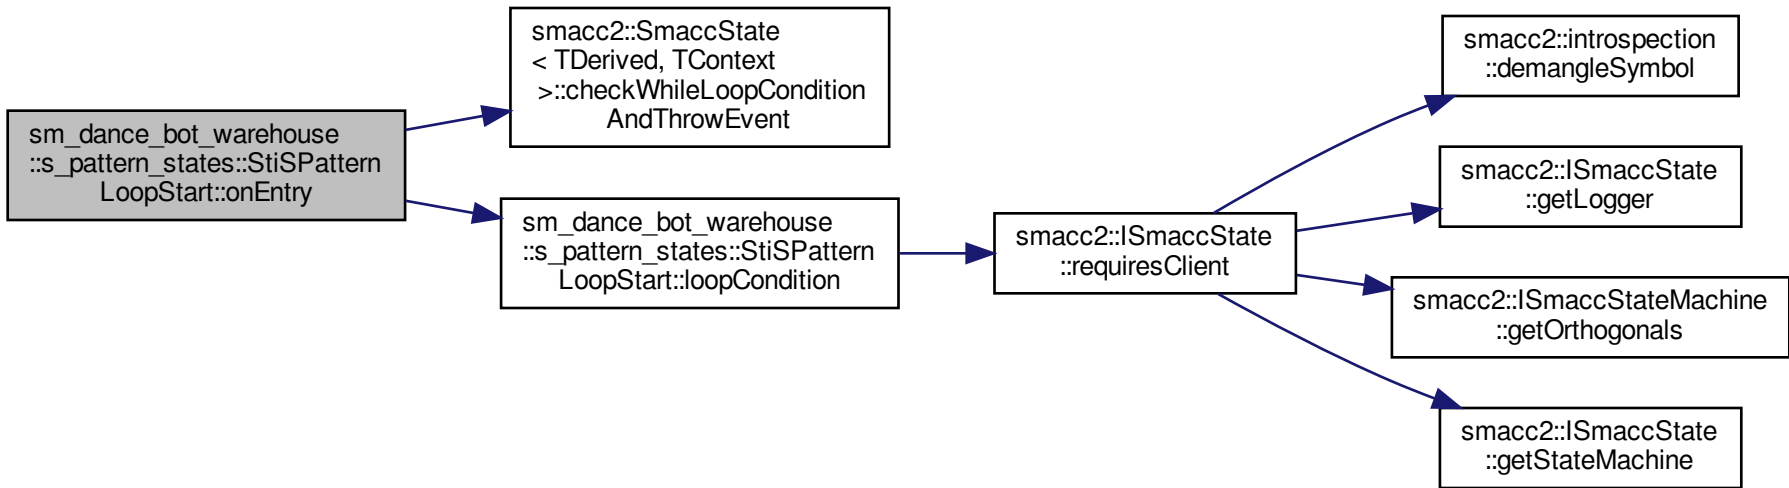 sm_dance_bot_warehouse
::s_pattern_states::StiSPattern
LoopStart::onEntry
smacc2::SmaccState
< TDerived, TContext
>::checkWhileLoopCondition
AndThrowEvent
sm_dance_bot_warehouse
::s_pattern_states::StiSPattern
LoopStart::loopCondition
smacc2::ISmaccState
::requiresClient
smacc2::introspection
::demangleSymbol
smacc2::ISmaccState
::getLogger
smacc2::ISmaccStateMachine
::getOrthogonals
smacc2::ISmaccState
::getStateMachine